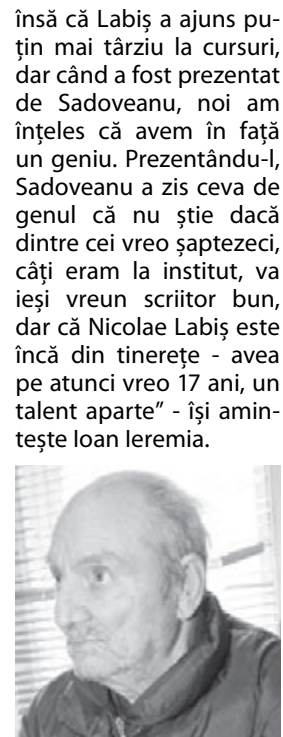 însă că Labiș a ajuns pu-
țin mai târziu la cursuri,
dar când a fost prezentat
de Sadoveanu, noi am
înțeles că avem în față
un geniu. Prezentându-l,
Sadoveanu a zis ceva de
genul că nu știe dacă
dintre cei vreo șaptezeci,
câți eram la institut, va
ieși vreun scriitor bun,
dar că Nicolae Labiș este
încă din tinerețe - avea
pe atunci vreo 17 ani, un
talent aparte” - își amin-
tește Ioan Ieremia.